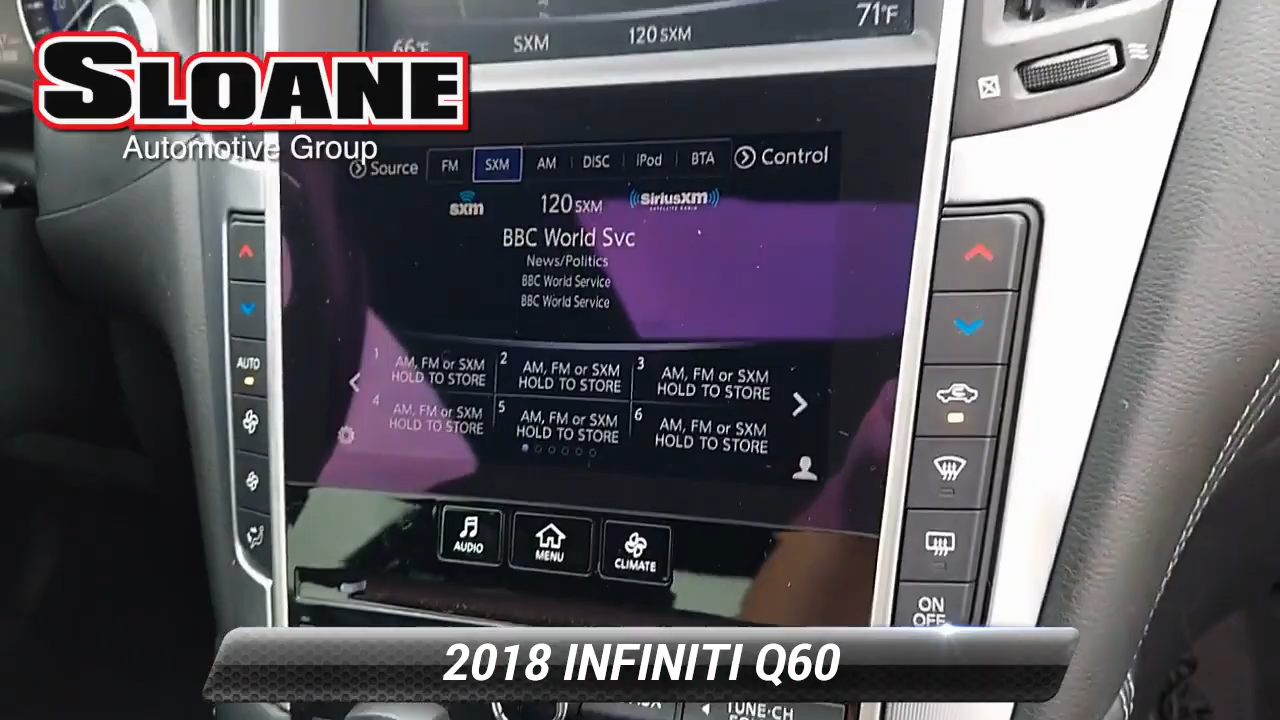 71°F
66°F SXM 120 SXM
SLOANE
Automotive Group
Source FM SXM AM DISC iPod BTA Control
sxm 120 SXM ((SiriusXM))
SATELLITE RADIO
BBC World Svc
News/Politics
BBC World Service
BBC World Service
1 AM, FM or SXM HOLD TO STORE
2 AM, FM or SXM HOLD TO STORE
3 AM, FM or SXM HOLD TO STORE
4 AM, FM or SXM HOLD TO STORE
5 AM, FM or SXM HOLD TO STORE
6 AM, FM or SXM HOLD TO STORE
AUTO
AUDIO
MENU
CLIMATE
ON
OFF
2018 INFINITI Q60
TUNE·CH